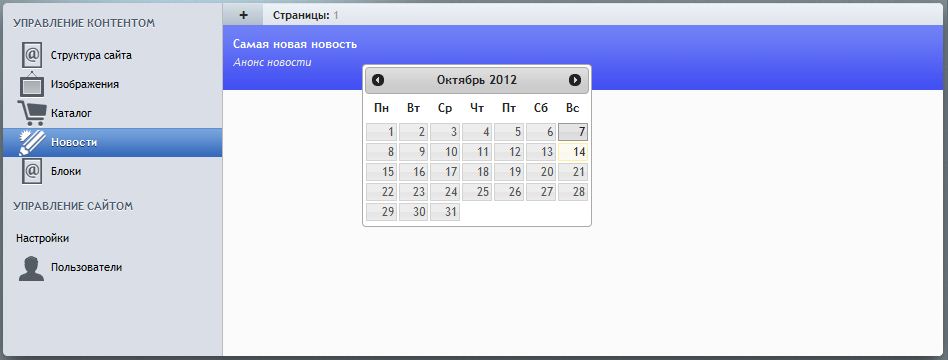 УПРАВЛЕНИЕ КОНТЕНТОМ
Структура сайта
Изображения
Каталог
Новости
Блоки
УПРАВЛЕНИЕ САЙТОМ
Настройки
Пользователи
+ Страницы: 1
Самая новая новость
Анонс новости
Октябрь 2012
Пн Вт Ср Чт Пт Сб Вс
1 2 3 4 5 6 7
8 9 10 11 12 13 14
15 16 17 18 19 20 21
22 23 24 25 26 27 28
29 30 31